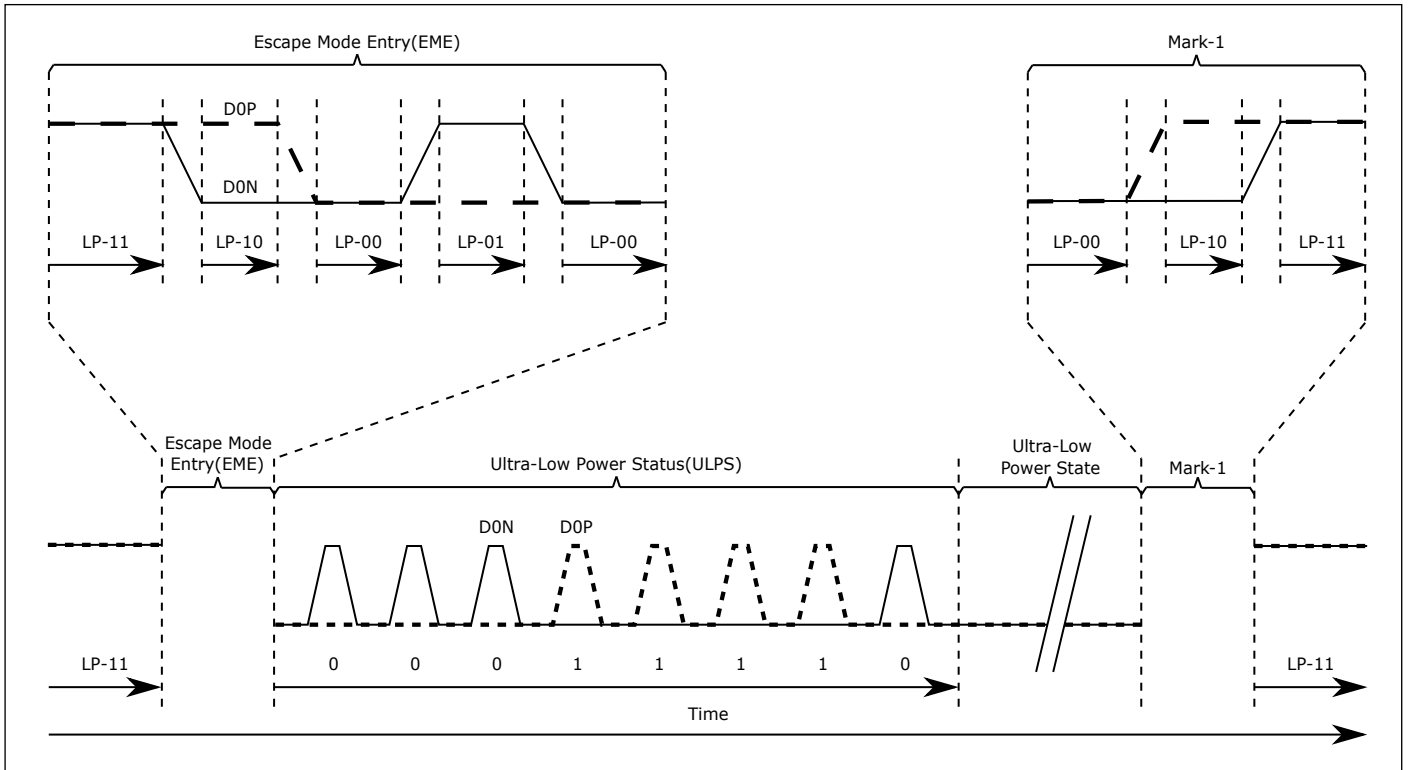 Escape Mode Entry(EME)
Mark-1
D0P
D0N
LP-11
LP-10
LP-00
LP-01
LP-00
LP-00
LP-10
LP-11
Escape Mode
Entry(EME)
Ultra-Low Power Status(ULPS)
Ultra-Low
Power State
Mark-1
D0N
D0P
LP-11
0
0
0
1
1
1
1
0
LP-11
Time